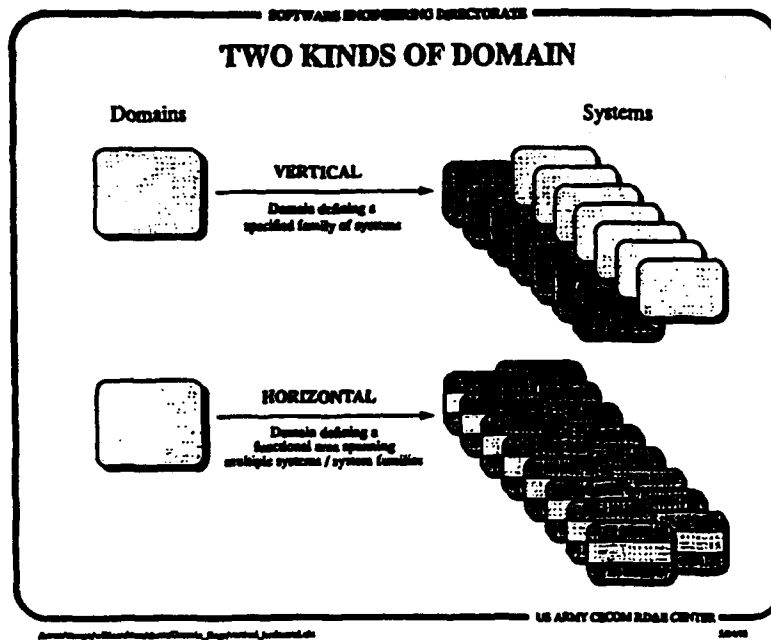 SOFTWARE ENGINEERING DIRECTORATE
TWO KINDS OF DOMAIN
Domains
Systems
VERTICAL
Domain defining a
specified family of systems
HORIZONTAL
Domain defining a
functional area spanning
multiple systems / system families
US ARMY CECOM RD&E CENTER